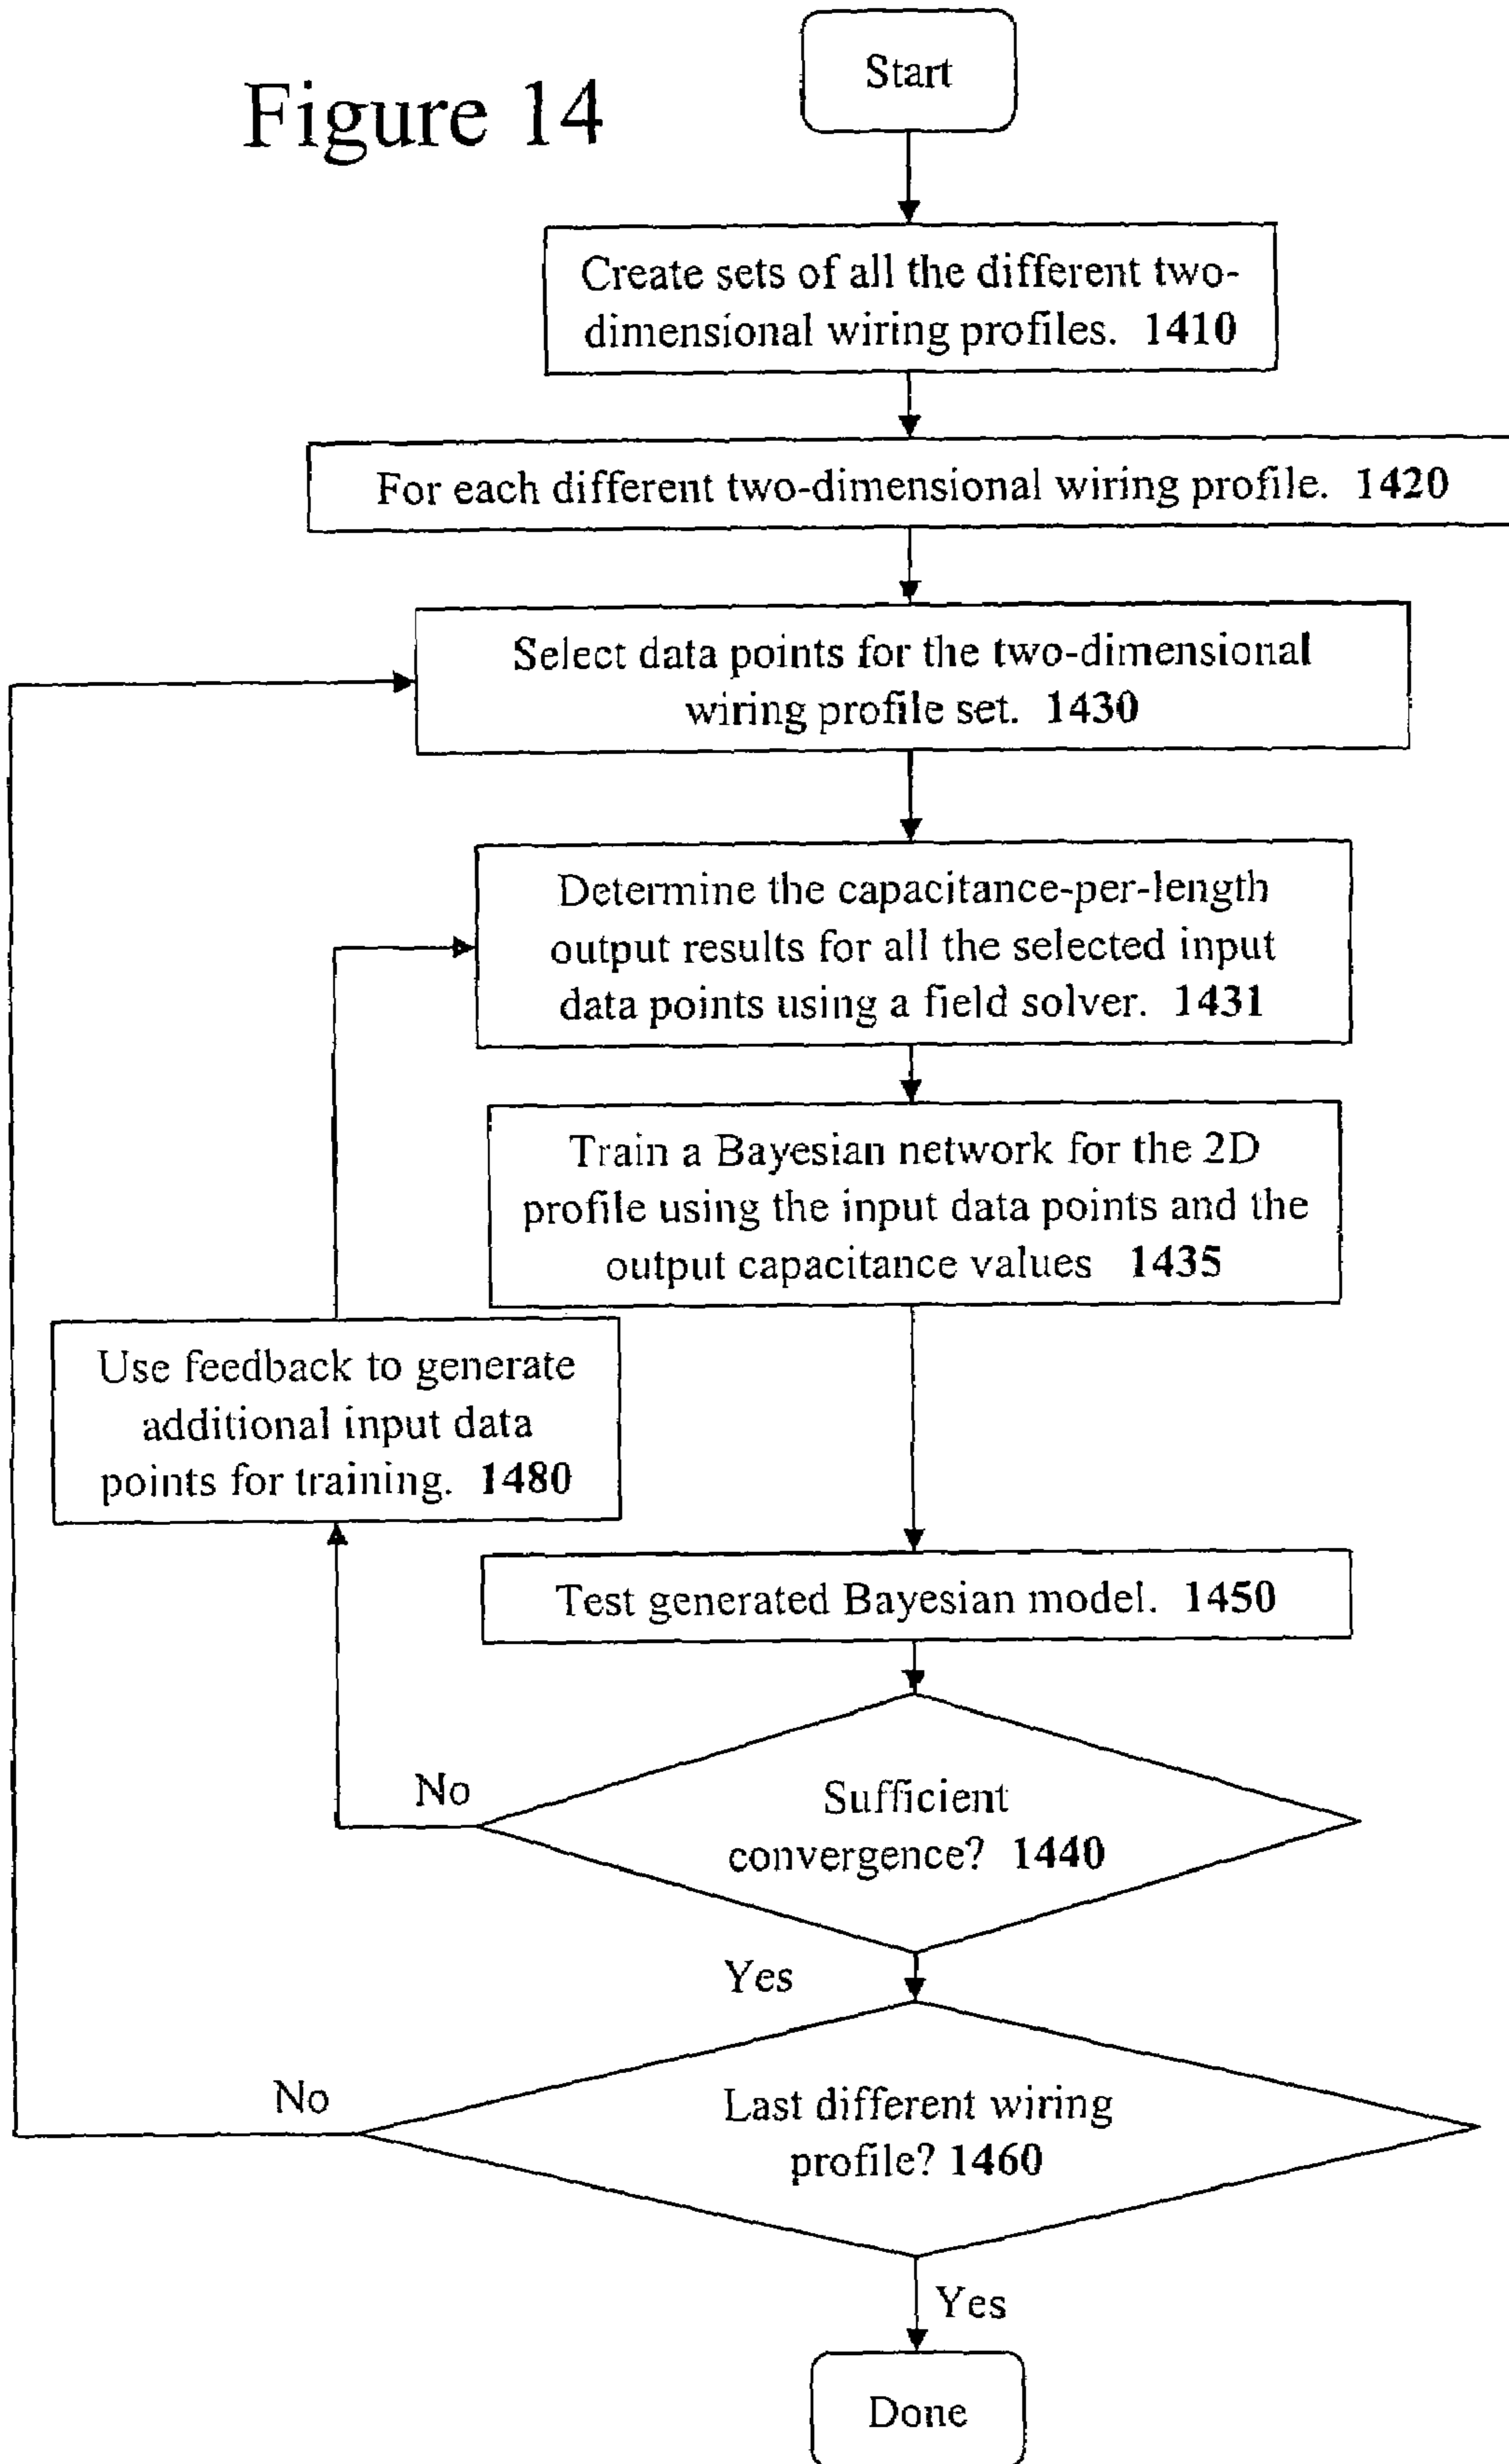 Figure 14
Start
Create sets of all the different two-
dimensional wiring profiles. 1410
For each different two-dimensional wiring profile. 1420
Select data points for the two-dimensional
wiring profile set. 1430
Determine the capacitance-per-length
output results for all the selected input
data points using a field solver. 1431
Train a Bayesian network for the 2D
profile using the input data points and the
output capacitance values 1435
Use feedback to generate
additional input data
points for training. 1480
Test generated Bayesian model. 1450
No
Sufficient
convergence? 1440
Yes
No
Last different wiring
profile? 1460
Yes
Done